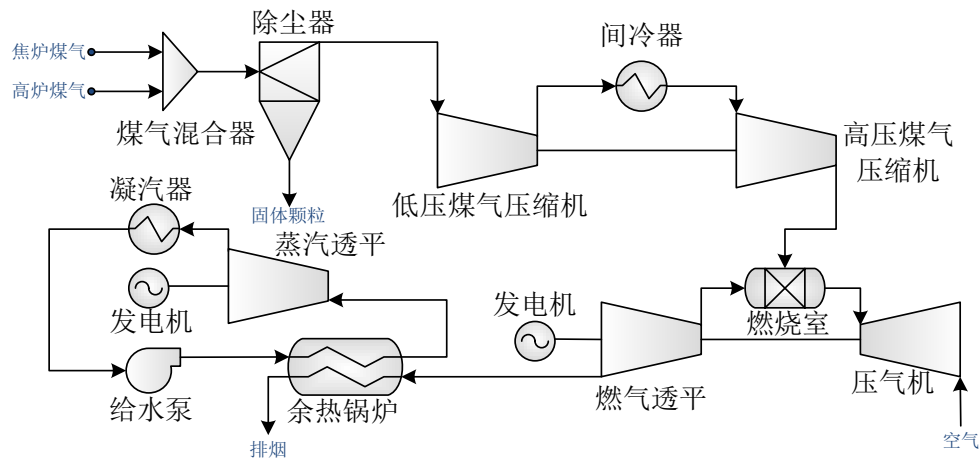 除尘器
间冷器
焦炉煤气
高炉煤气
煤气混合器
高压煤气
压缩机
低压煤气压缩机
凝汽器
固体颗粒
蒸汽透平
发电机
发电机
燃烧室
给水泵
余热锅炉
燃气透平
压气机
排烟
空气